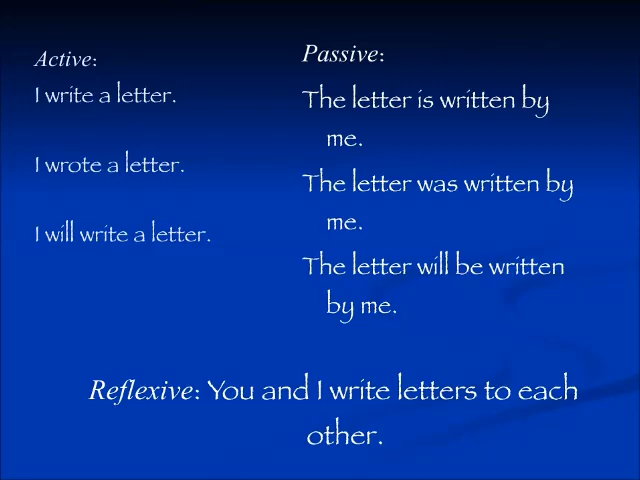 Active:
I write a letter.
I wrote a letter.
I will write a letter.
Passive:
The letter is written by
me.
The letter was written by
me.
The letter will be written
by me.
Reflexive: You and I write letters to each
other.